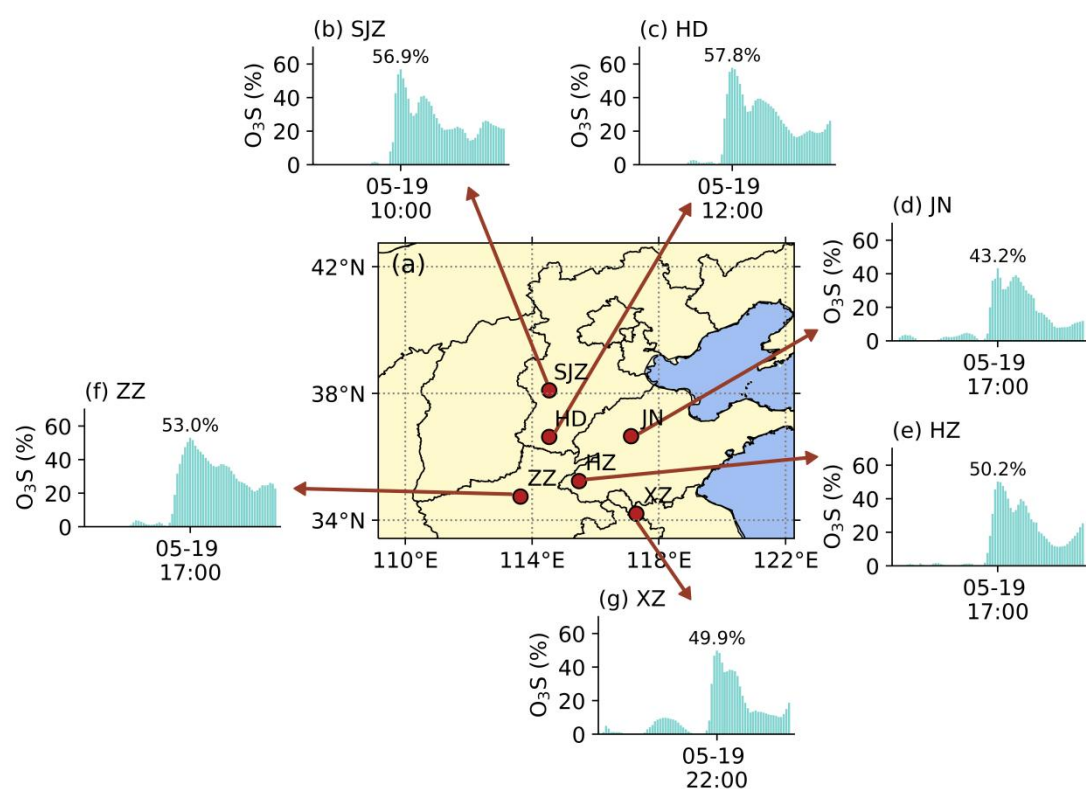 (b) SJZ
60
40
20
0
O₃S (%)
56.9%
05-19
10:00
(c) HD
60
40
20
0
O₃S (%)
57.8%
05-19
12:00
(d) JN
60
40
20
0
O₃S (%)
43.2%
05-19
17:00
(a)
42°N
38°N
34°N
110°E
114°E
118°E
122°E
SJZ
HD
JN
HZ
ZZ
XZ
(f) ZZ
60
40
20
0
O₃S (%)
53.0%
05-19
17:00
(e) HZ
60
40
20
0
O₃S (%)
50.2%
05-19
17:00
(g) XZ
60
40
20
0
O₃S (%)
49.9%
05-19
22:00